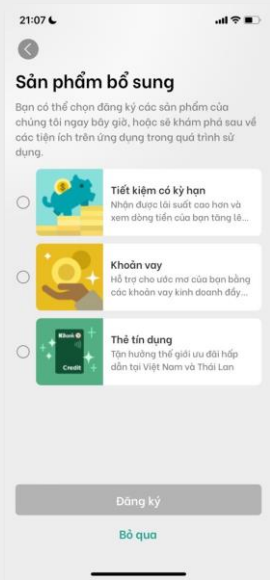 21:07
Sản phẩm bổ sung
Bạn có thể chọn đăng ký các sản phẩm của
chúng tôi ngay bây giờ, hoặc sẽ khám phá sau về
các tiện ích trên ứng dụng trong quá trình sử
dụng.
Tiết kiệm có kỳ hạn
Nhận được lãi suất cao hơn và
xem dòng tiền của bạn tăng lê...
Khoản vay
Hỗ trợ cho ước mơ của bạn bằng
các khoản vay kinh doanh đầy...
KBank
Credit
Thẻ tín dụng
Tận hưởng thế giới ưu đãi hấp
dẫn tại Việt Nam và Thái Lan
Đăng ký
Bỏ qua